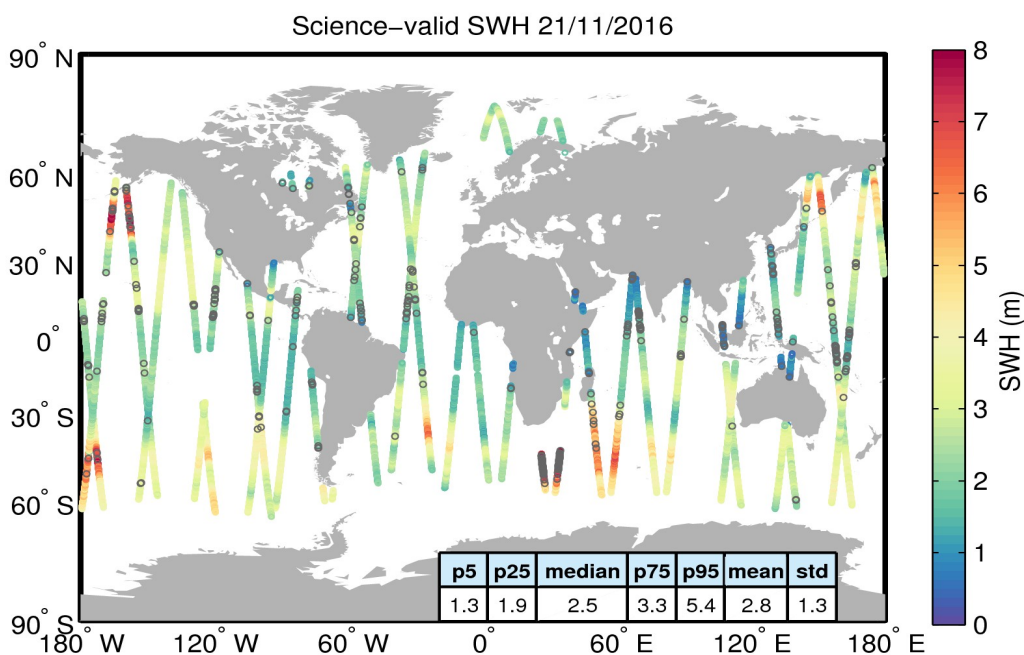 Science−valid SWH 21/11/2016
90° N
60° N
30° N
0°
30° S
60° S
90° S
180° W
120° W
60° W
0°
60° E
120° E
180° E
8
7
6
5
4
3
2
1
0
SWH (m)
p5 p25 median p75 p95 mean std
1.3 1.9 2.5 3.3 5.4 2.8 1.3